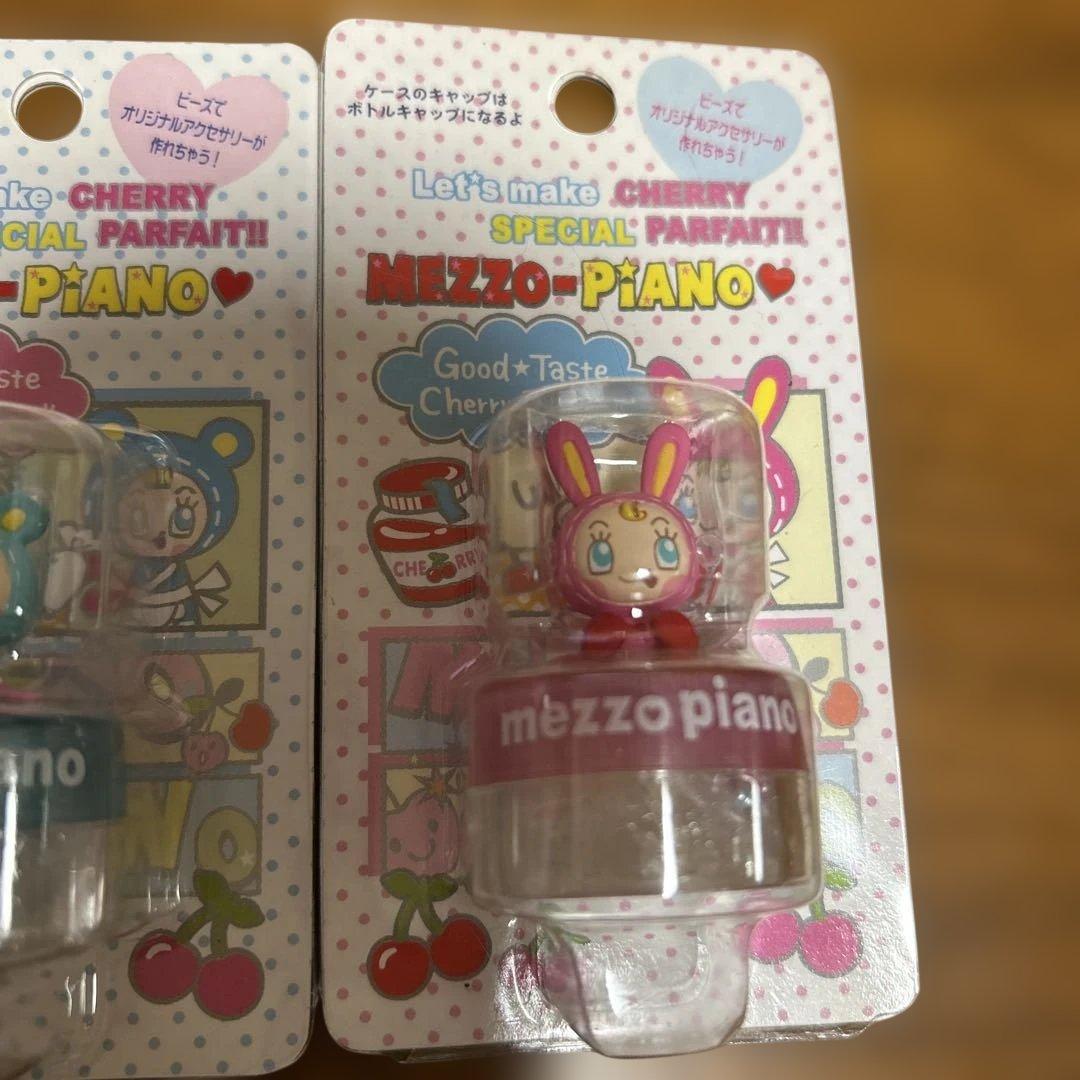 ビーズで
オリジナルアクセサリーが
作れちゃう!
ake CHERRY
CIAL PARFAIT!!
-PiANO
ste
no
NO
ケースのキャップは
ボトルキャップになるよ
ビーズで
オリジナルアクセサリーが
作れちゃう!
Let's make CHERRY
SPECIAL PARFAIT!!
MEZZO-PiANO
Good★Taste
Cherry
CHERRY
mezzo piano